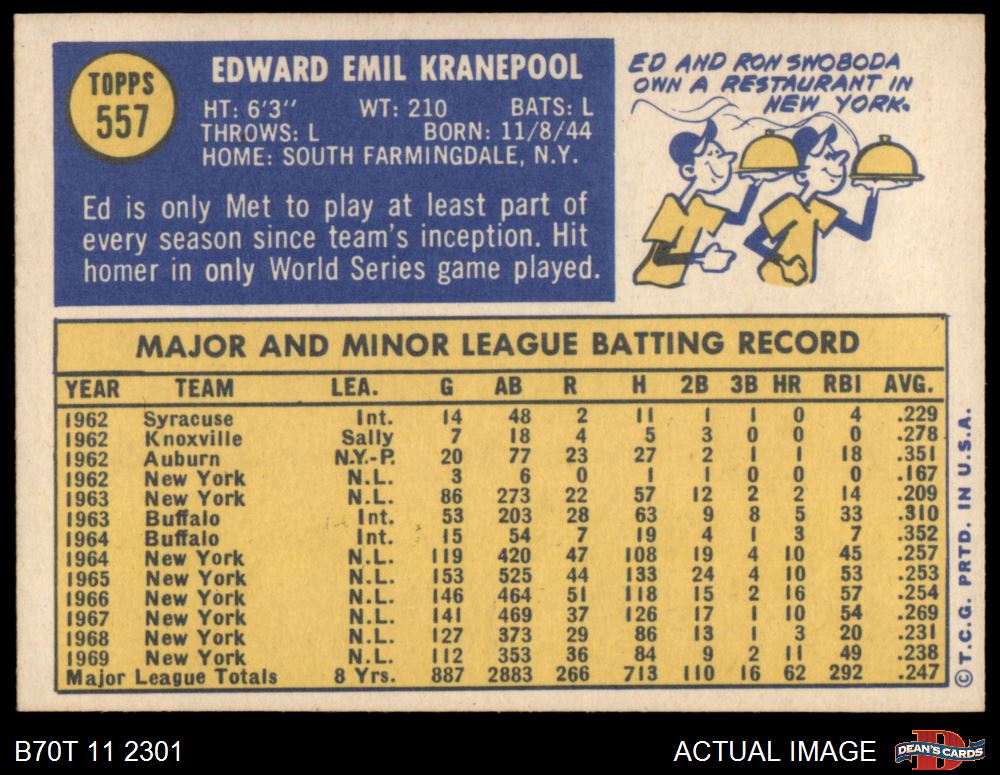 TOPPS
557
EDWARD EMIL KRANEPOOL
HT: 6'3" WT: 210 BATS: L
THROWS: L BORN: 11/8/44
HOME: SOUTH FARMINGDALE, N.Y.
Ed is only Met to play at least part of
every season since team's inception. Hit
homer in only World Series game played.
ED AND RON SWOBODA
OWN A RESTAURANT IN
NEW YORK.
MAJOR AND MINOR LEAGUE BATTING RECORD
YEAR TEAM LEA. G AB R H 2B 3B HR RBI AVG.
1962 Syracuse Int. 14 48 2 11 1 1 0 4 .229
1962 Knoxville Sally 7 18 4 5 3 0 0 0 .278
1962 Auburn N.Y.-P. 20 77 23 27 2 1 1 18 .351
1962 New York N.L. 3 6 0 1 1 0 0 0 .167
1963 New York N.L. 86 273 22 57 12 2 2 14 .209
1963 Buffalo Int. 53 203 28 63 9 8 5 33 .310
1964 Buffalo Int. 15 54 7 19 4 1 3 7 .352
1964 New York N.L. 119 420 47 108 19 4 10 45 .257
1965 New York N.L. 153 525 44 133 24 4 10 53 .253
1966 New York N.L. 146 464 51 118 15 2 16 57 .254
1967 New York N.L. 141 469 37 126 17 1 10 54 .269
1968 New York N.L. 127 373 29 86 13 1 3 20 .231
1969 New York N.L. 112 353 36 84 9 2 11 49 .238
Major League Totals 8 Yrs. 887 2883 266 713 110 16 62 292 .247
© T.C.G. PRTD. IN U.S.A.
B70T 11 2301
ACTUAL IMAGE
DEAN'S CARDS